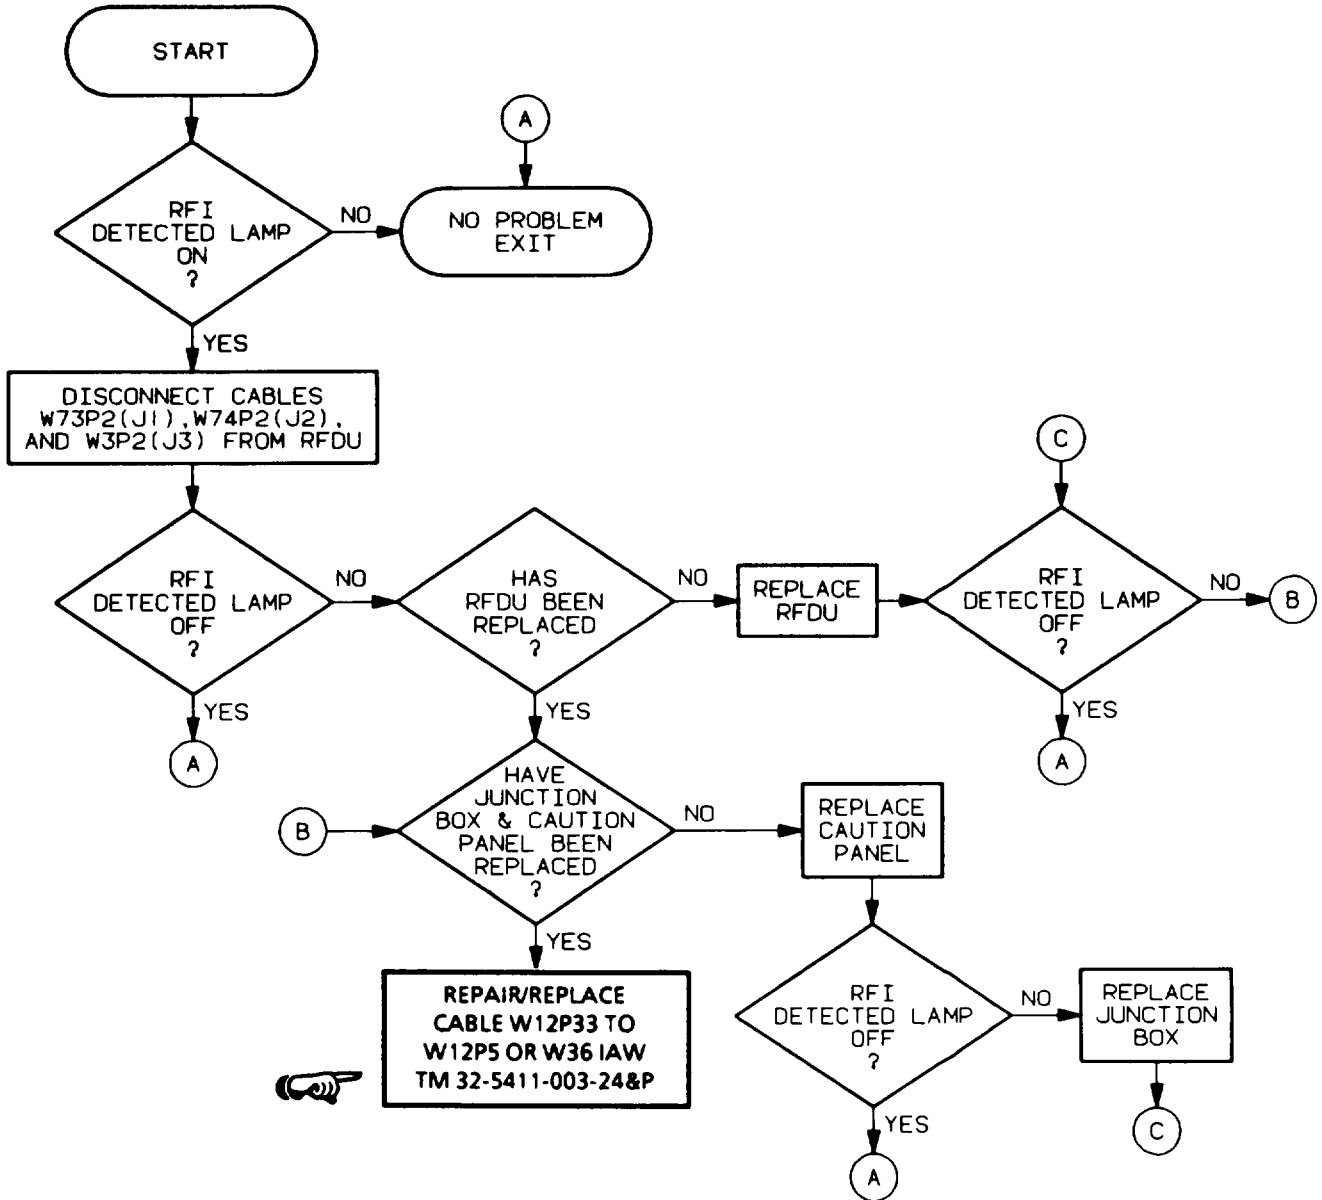 START
A
RFI
DETECTED LAMP
ON
?
NO
NO PROBLEM
EXIT
YES
DISCONNECT CABLES
W73P2(J1),W74P2(J2),
AND W3P2(J3) FROM RFDU
C
RFI
DETECTED LAMP
OFF
?
NO
YES
A
HAS
RFDU BEEN
REPLACED
?
NO
YES
REPLACE
RFDU
RFI
DETECTED LAMP
OFF
?
NO
B
YES
A
B
HAVE
JUNCTION
BOX & CAUTION
PANEL BEEN
REPLACED
?
NO
YES
REPLACE
CAUTION
PANEL
REPAIR/REPLACE
CABLE W12P33 TO
W12P5 OR W36 IAW
TM 32-5411-003-24&P
RFI
DETECTED LAMP
OFF
?
NO
REPLACE
JUNCTION
BOX
YES
A
C